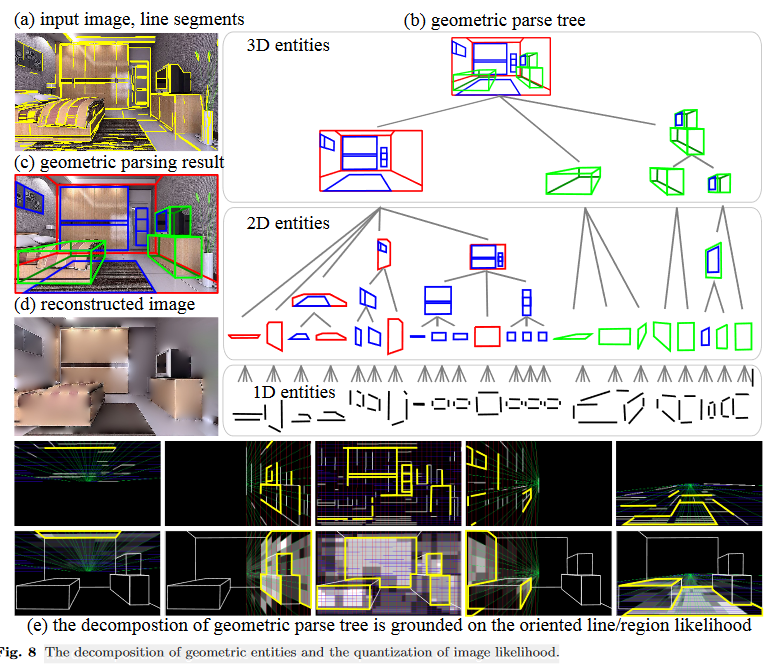 (a) input image, line segments
(b) geometric parse tree
3D entities
(c) geometric parsing result
2D entities
(d) reconstructed image
1D entities
(e) the decompostion of geometric parse tree is grounded on the oriented line/region likelihood
Fig. 8 The decomposition of geometric entities and the quantization of image likelihood.